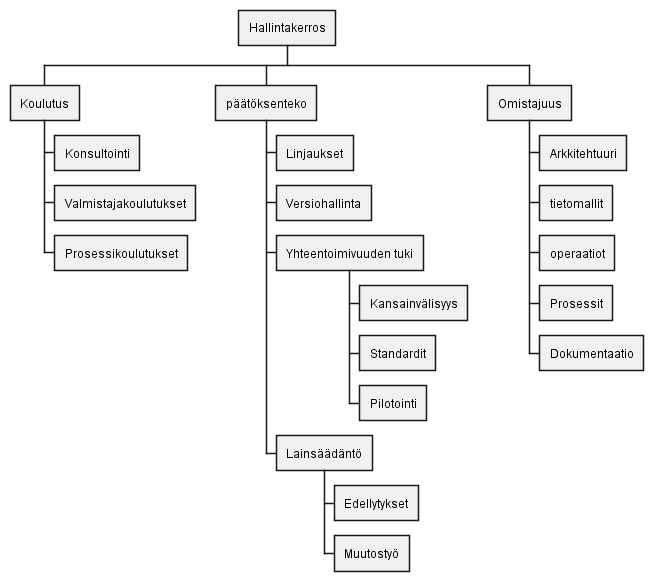 Hallintakerros
Koulutus
Konsultointi
Valmistajakoulutukset
Prosessikoulutukset
päätöksenteko
Linjaukset
Versiohallinta
Yhteentoimivuuden tuki
Kansainvälisyys
Standardit
Pilotointi
Lainsäädäntö
Edellytykset
Muutostyö
Omistajuus
Arkkitehtuuri
tietomallit
operaatiot
Prosessit
Dokumentaatio